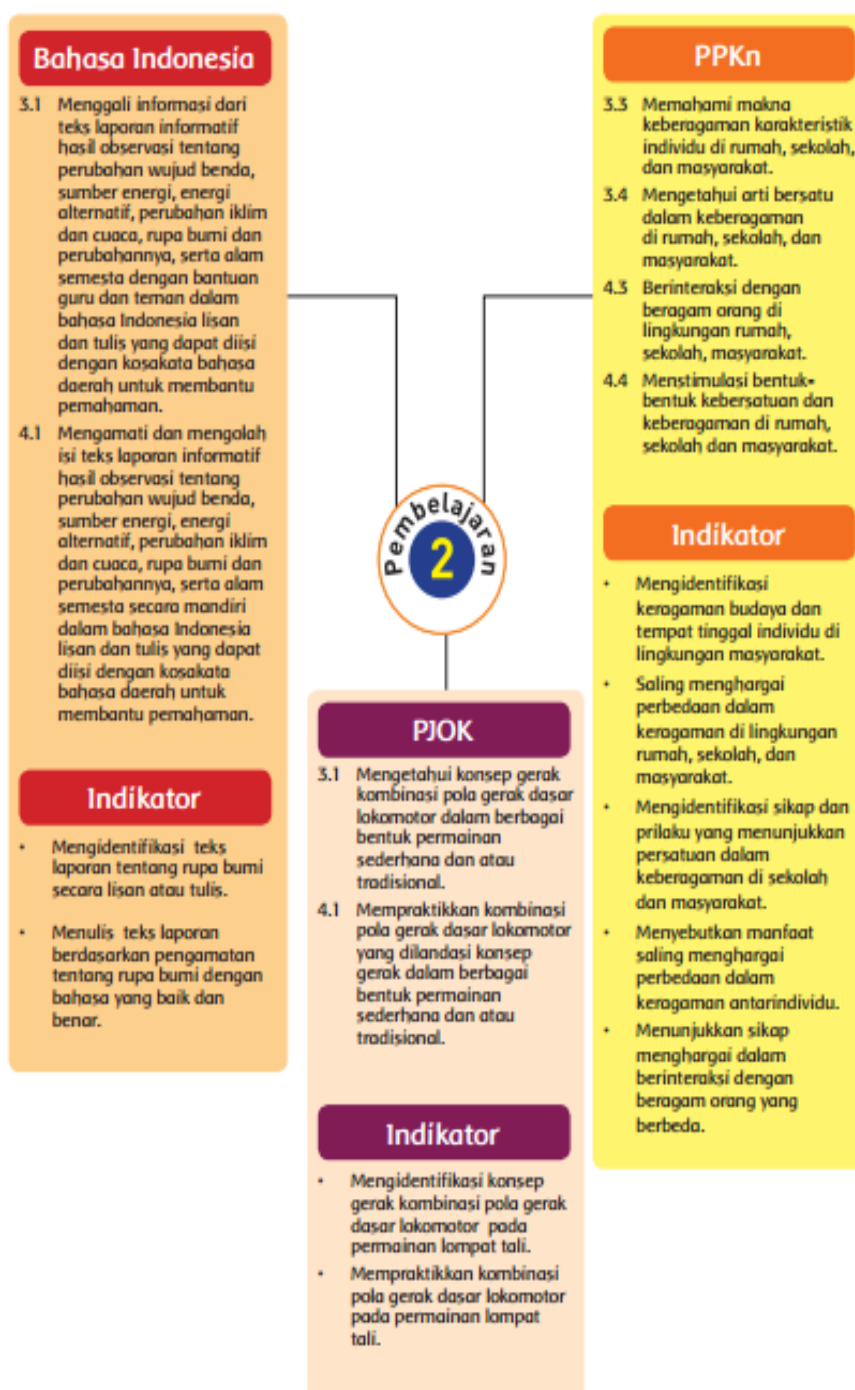 Bahasa Indonesia
3.1 Menggali informasi dari
teks laporan informatif
hasil observasi tentang
perubahan wujud benda,
sumber energi, energi
alternatif, perubahan iklim
dan cuaca, rupa bumi dan
perubahannya, serta alam
semesta dengan bantuan
guru dan teman dalam
bahasa Indonesia lisan
dan tulis yang dapat diisi
dengan kosakata bahasa
daerah untuk membantu
pemahaman.
4.1 Mengamati dan mengolah
isi teks laporan informatif
hasil observasi tentang
perubahan wujud benda,
sumber energi, energi
alternatif, perubahan iklim
dan cuaca, rupa bumi dan
perubahannya, serta alam
semesta secara mandiri
dalam bahasa Indonesia
lisan dan tulis yang dapat
diisi dengan kosakata
bahasa daerah untuk
membantu pemahaman.
Indikator
• Mengidentifikasi teks
laporan tentang rupa bumi
secara lisan atau tulis.
• Menulis teks laporan
berdasarkan pengamatan
tentang rupa bumi dengan
bahasa yang baik dan
benar.
Pembelajaran
2
PJOK
3.1 Mengetahui konsep gerak
kombinasi pola gerak dasar
lokomotor dalam berbagai
bentuk permainan
sederhana dan atau
tradisional.
4.1 Mempraktikkan kombinasi
pola gerak dasar lokomotor
yang dilandasi konsep
gerak dalam berbagai
bentuk permainan
sederhana dan atau
tradisional.
Indikator
• Mengidentifikasi konsep
gerak kombinasi pola gerak
dasar lokomotor pada
permainan lompat tali.
• Mempraktikkan kombinasi
pola gerak dasar lokomotor
pada permainan lompat
tali.
PPKn
3.3 Memahami makna
keberagaman karakteristik
individu di rumah, sekolah,
dan masyarakat.
3.4 Mengetahui arti bersatu
dalam keberagaman
di rumah, sekolah, dan
masyarakat.
4.3 Berinteraksi dengan
beragam orang di
lingkungan rumah,
sekolah, masyarakat.
4.4 Menstimulasi bentuk-
bentuk kebersatuan dan
keberagaman di rumah,
sekolah dan masyarakat.
Indikator
• Mengidentifikasi
keragaman budaya dan
tempat tinggal individu di
lingkungan masyarakat.
• Saling menghargai
perbedaan dalam
keragaman di lingkungan
rumah, sekolah, dan
masyarakat.
• Mengidentifikasi sikap dan
prilaku yang menunjukkan
persatuan dalam
keberagaman di sekolah
dan masyarakat.
• Menyebutkan manfaat
saling menghargai
perbedaan dalam
keragaman antarindividu.
• Menunjukkan sikap
menghargai dalam
berinteraksi dengan
beragam orang yang
berbeda.